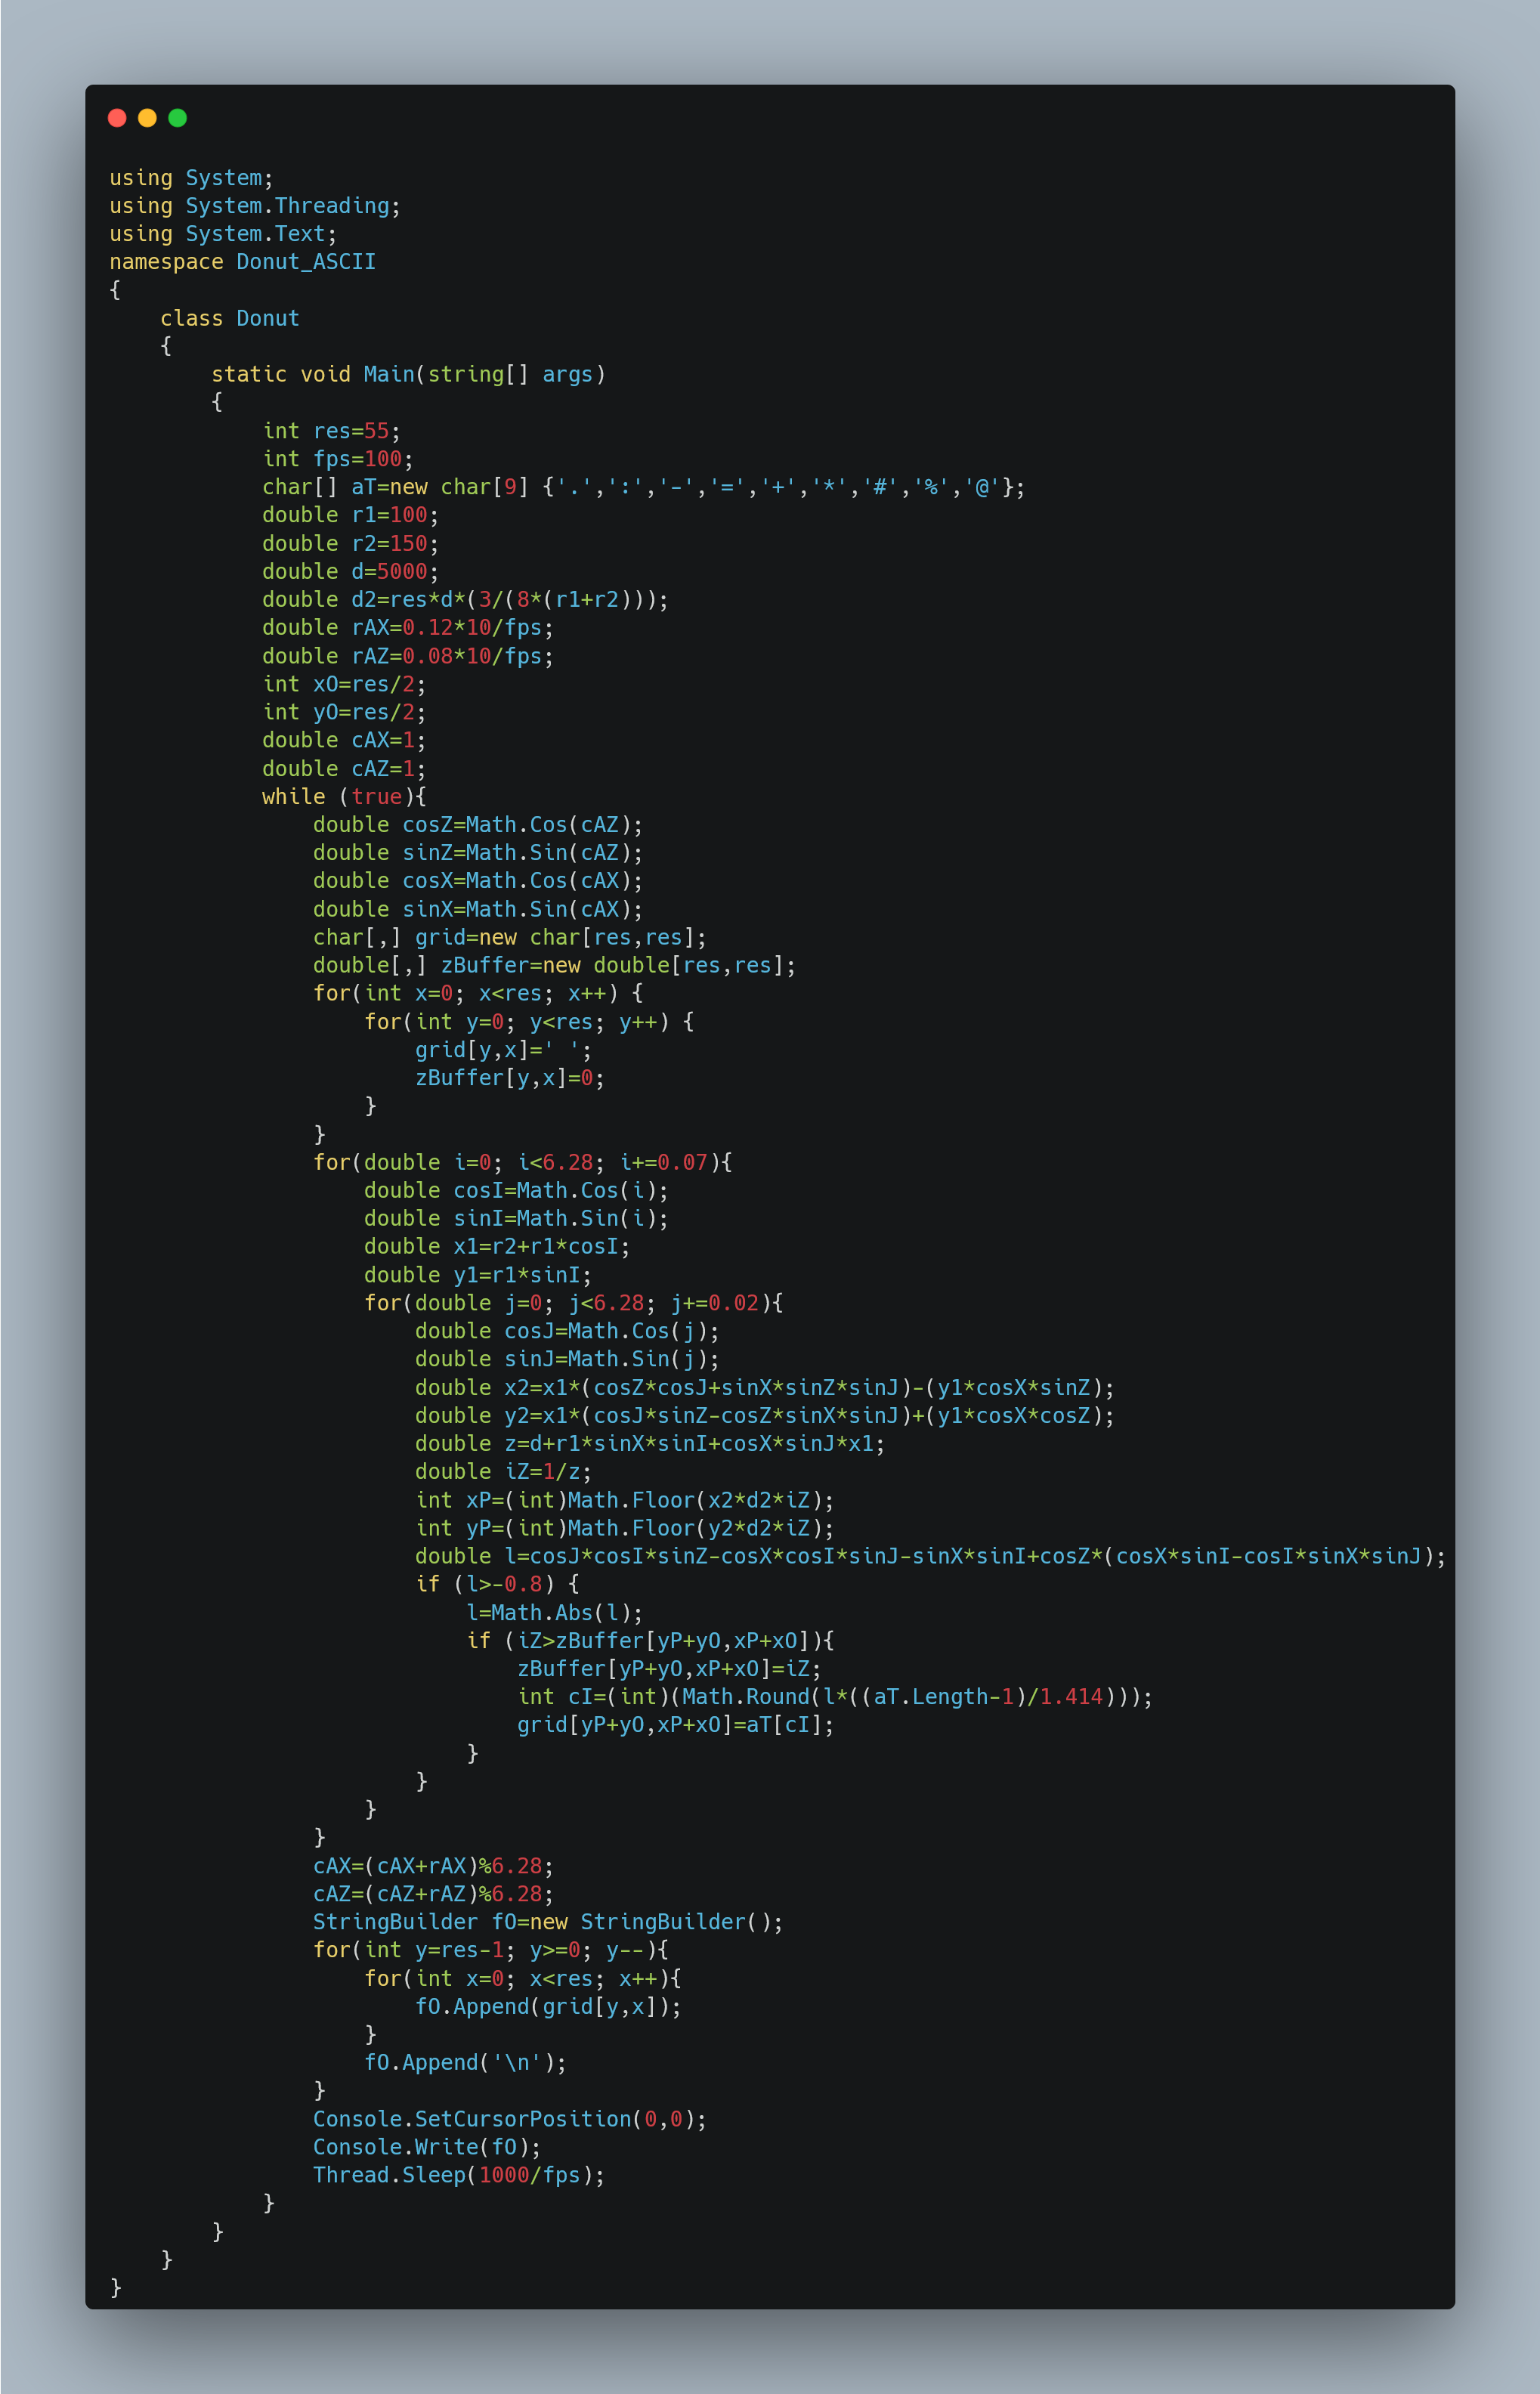 using System;
using System.Threading;
using System.Text;
namespace Donut_ASCII
{
    class Donut
    {
        static void Main(string[] args)
        {
            int res=55;
            int fps=100;
            char[] aT=new char[9] {'.',':','-','=','+','*','#','%','@'};
            double r1=100;
            double r2=150;
            double d=5000;
            double d2=res*d*(3/(8*(r1+r2)));
            double rAX=0.12*10/fps;
            double rAZ=0.08*10/fps;
            int xO=res/2;
            int yO=res/2;
            double cAX=1;
            double cAZ=1;
            while (true){
                double cosZ=Math.Cos(cAZ);
                double sinZ=Math.Sin(cAZ);
                double cosX=Math.Cos(cAX);
                double sinX=Math.Sin(cAX);
                char[,] grid=new char[res,res];
                double[,] zBuffer=new double[res,res];
                for(int x=0; x<res; x++) {
                    for(int y=0; y<res; y++) {
                        grid[y,x]=' ';
                        zBuffer[y,x]=0;
                    }
                }
                for(double i=0; i<6.28; i+=0.07){
                    double cosI=Math.Cos(i);
                    double sinI=Math.Sin(i);
                    double x1=r2+r1*cosI;
                    double y1=r1*sinI;
                    for(double j=0; j<6.28; j+=0.02){
                        double cosJ=Math.Cos(j);
                        double sinJ=Math.Sin(j);
                        double x2=x1*(cosZ*cosJ+sinX*sinZ*sinJ)-(y1*cosX*sinZ);
                        double y2=x1*(cosJ*sinZ-cosZ*sinX*sinJ)+(y1*cosX*cosZ);
                        double z=d+r1*sinX*sinI+cosX*sinJ*x1;
                        double iZ=1/z;
                        int xP=(int)Math.Floor(x2*d2*iZ);
                        int yP=(int)Math.Floor(y2*d2*iZ);
                        double l=cosJ*cosI*sinZ-cosX*cosI*sinJ-sinX*sinI+cosZ*(cosX*sinI-cosI*sinX*sinJ);
                        if (l>-0.8) {
                            l=Math.Abs(l);
                            if (iZ>zBuffer[yP+yO,xP+xO]){
                                zBuffer[yP+yO,xP+xO]=iZ;
                                int cI=(int)(Math.Round(l*((aT.Length-1)/1.414)));
                                grid[yP+yO,xP+xO]=aT[cI];
                            }
                        }
                    }
                }
                cAX=(cAX+rAX)%6.28;
                cAZ=(cAZ+rAZ)%6.28;
                StringBuilder fO=new StringBuilder();
                for(int y=res-1; y>=0; y--){
                    for(int x=0; x<res; x++){
                        fO.Append(grid[y,x]);
                    }
                    fO.Append('\n');
                }
                Console.SetCursorPosition(0,0);
                Console.Write(fO);
                Thread.Sleep(1000/fps);
            }
        }
    }
}